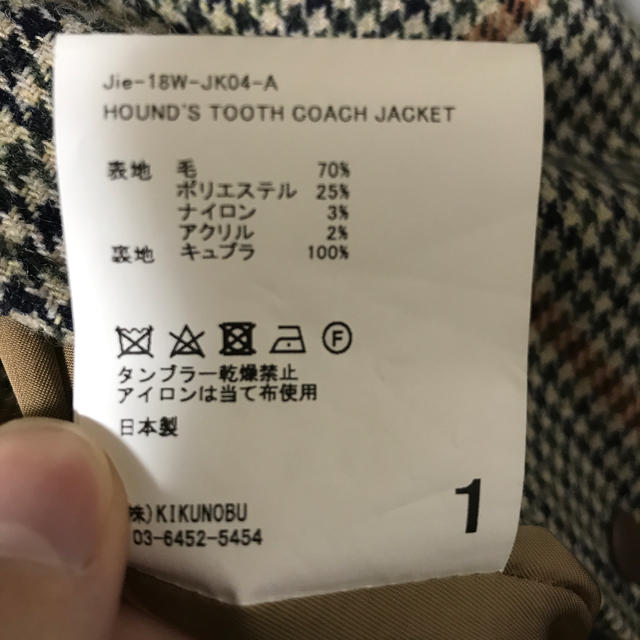 Jie-18W-JK04-A
HOUND'S TOOTH COACH JACKET
表地 毛 70%
ポリエステル 25%
ナイロン 3%
アクリル 2%
裏地 キュプラ 100%
F
タンブラー乾燥禁止
アイロンは当て布使用
日本製
1
(株)KIKUNOBU
03-6452-5454